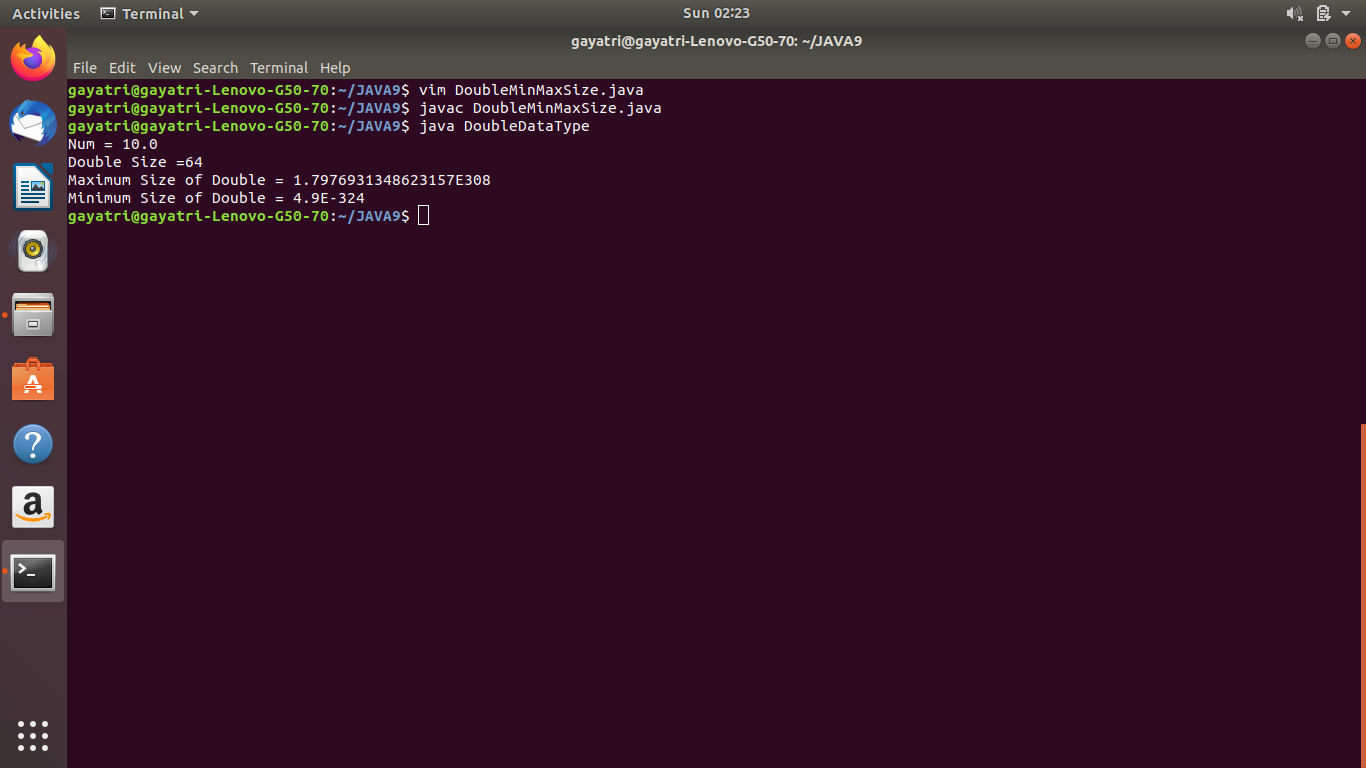 Activities Terminal Sun 02:23
gayatri@gayatri-Lenovo-G50-70: ~/JAVA9
File Edit View Search Terminal Help
gayatri@gayatri-Lenovo-G50-70:~/JAVA9$ vim DoubleMinMaxSize.java
gayatri@gayatri-Lenovo-G50-70:~/JAVA9$ javac DoubleMinMaxSize.java
gayatri@gayatri-Lenovo-G50-70:~/JAVA9$ java DoubleDataType
Num = 10.0
Double Size =64
Maximum Size of Double = 1.7976931348623157E308
Minimum Size of Double = 4.9E-324
gayatri@gayatri-Lenovo-G50-70:~/JAVA9$